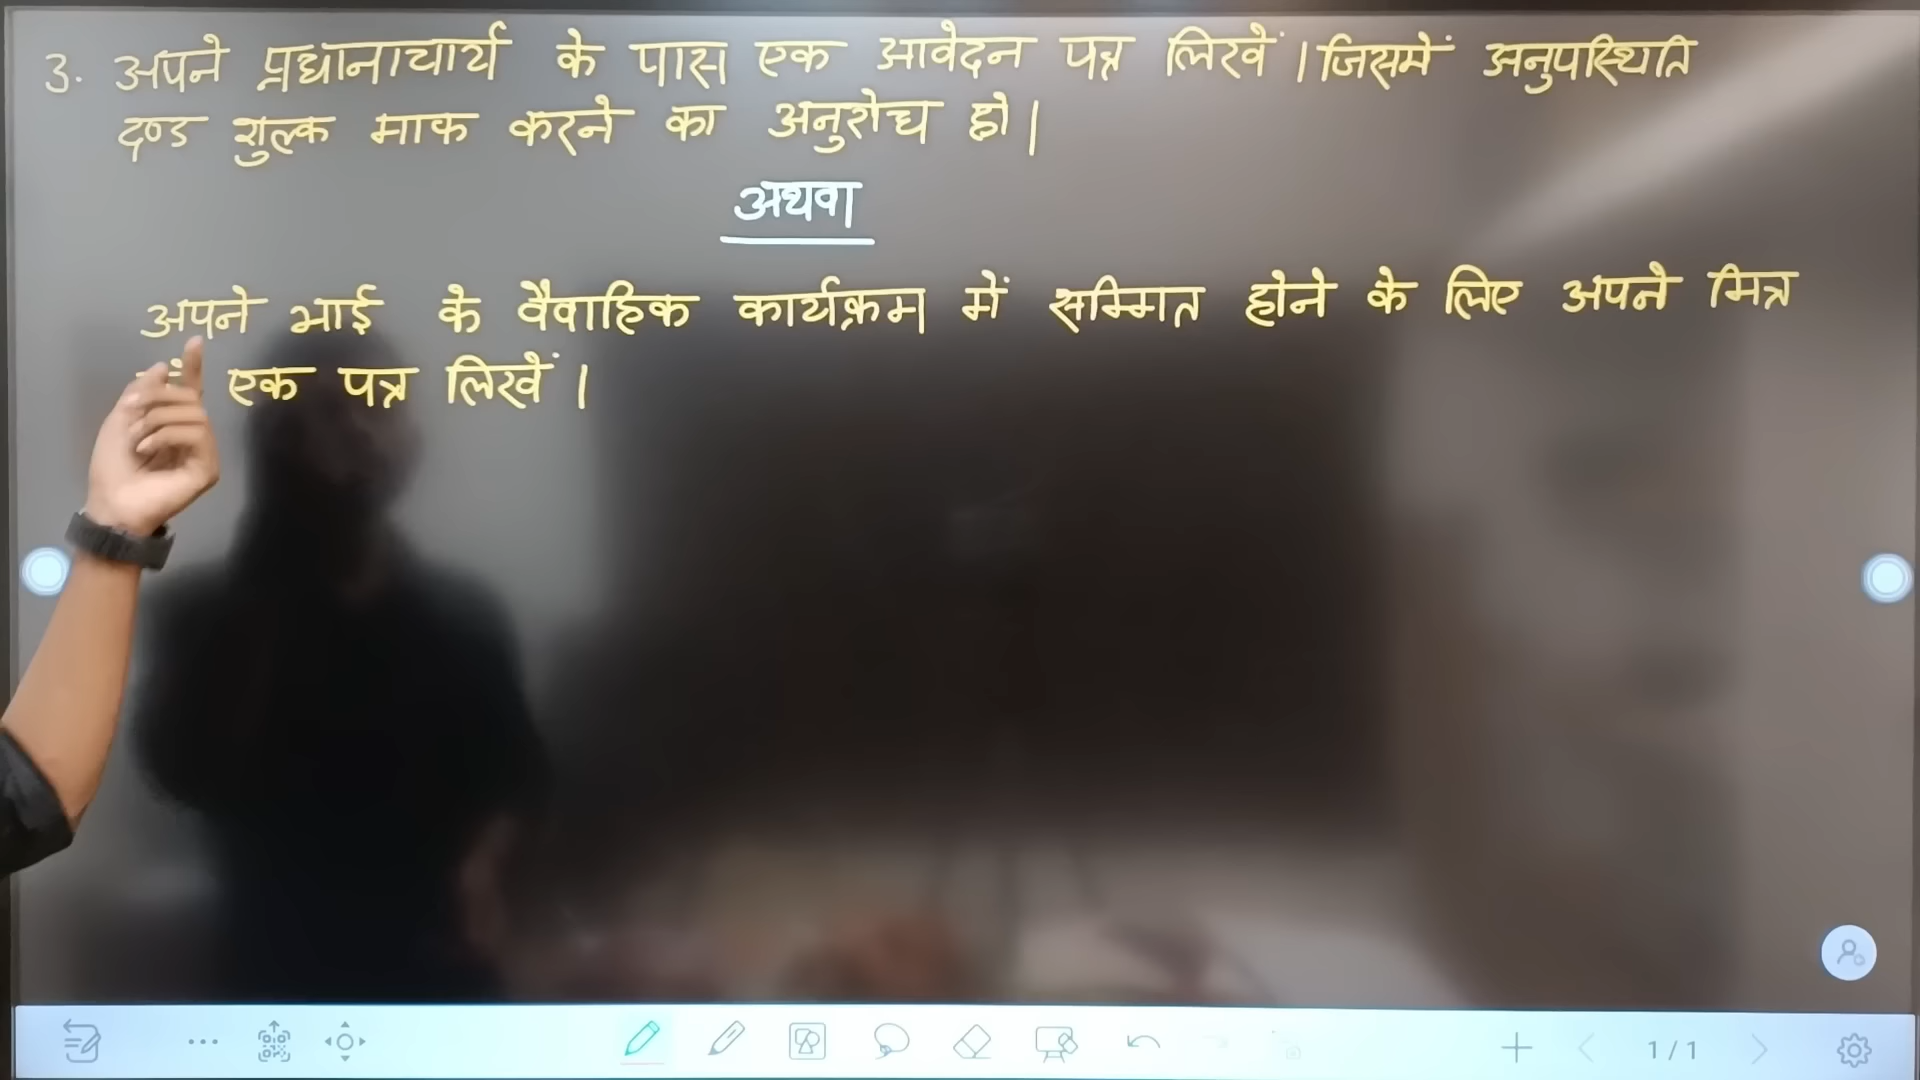 3. अपने प्रधानाचार्य के पास एक आवेदन पत्र लिखें । जिसमें अनुपस्थिति
दण्ड शुल्क माफ करने का अनुरोध हो ।
अथवा
अपने भाई के वैवाहिक कार्यक्रम में सम्मित होने के लिए अपने मित्र
एक पत्र लिखें ।
1 / 1